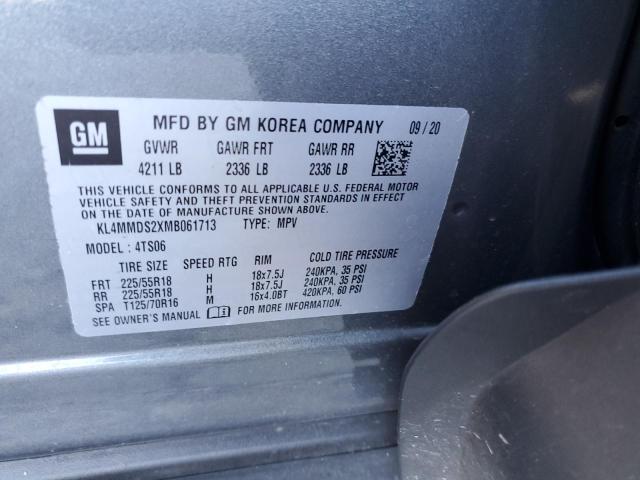 GM
MFD BY GM KOREA COMPANY 09/20
GVWR GAWR FRT GAWR RR
4211 LB 2336 LB 2336 LB
THIS VEHICLE CONFORMS TO ALL APPLICABLE U.S. FEDERAL MOTOR
VEHICLE SAFETY AND THEFT PREVENTION STANDARDS IN EFFECT
ON THE DATE OF MANUFACTURE SHOWN ABOVE.
KL4MMDS2XMB061713 TYPE: MPV
MODEL : 4TS06
TIRE SIZE SPEED RTG RIM COLD TIRE PRESSURE
FRT 225/55R18 H 18x7.5J 240KPA, 35 PSI
RR 225/55R18 H 18x7.5J 240KPA, 35 PSI
SPA T125/70R16 M 16x4.0BT 420KPA, 60 PSI
SEE OWNER'S MANUAL FOR MORE INFORMATION.